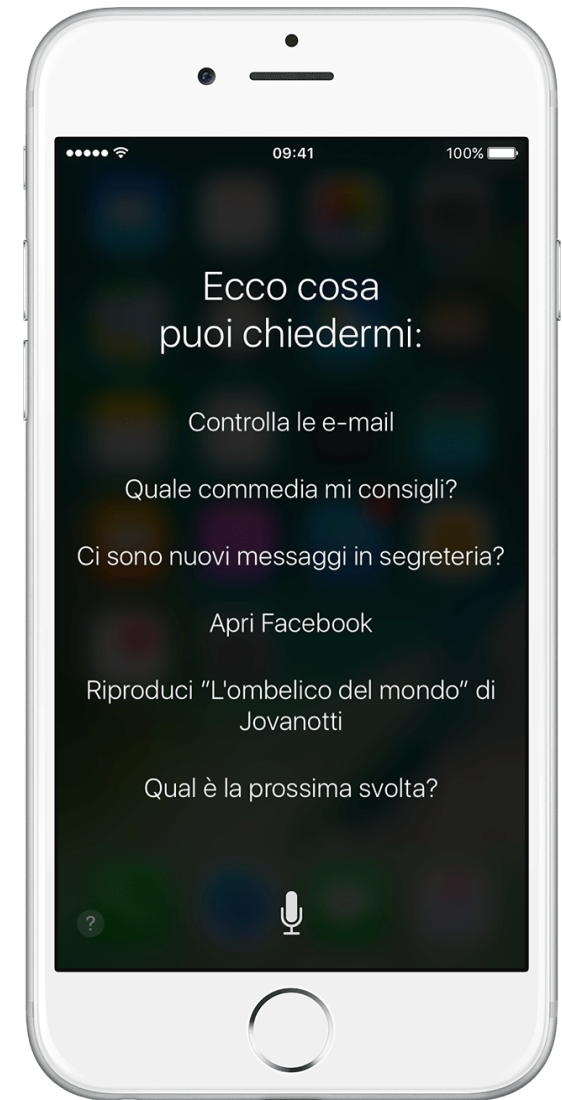 09:41
100%
Ecco cosa
puoi chiedermi:
Controlla le e-mail
Quale commedia mi consigli?
Ci sono nuovi messaggi in segreteria?
Apri Facebook
Riproduci “L'ombelico del mondo” di
Jovanotti
Qual è la prossima svolta?
?